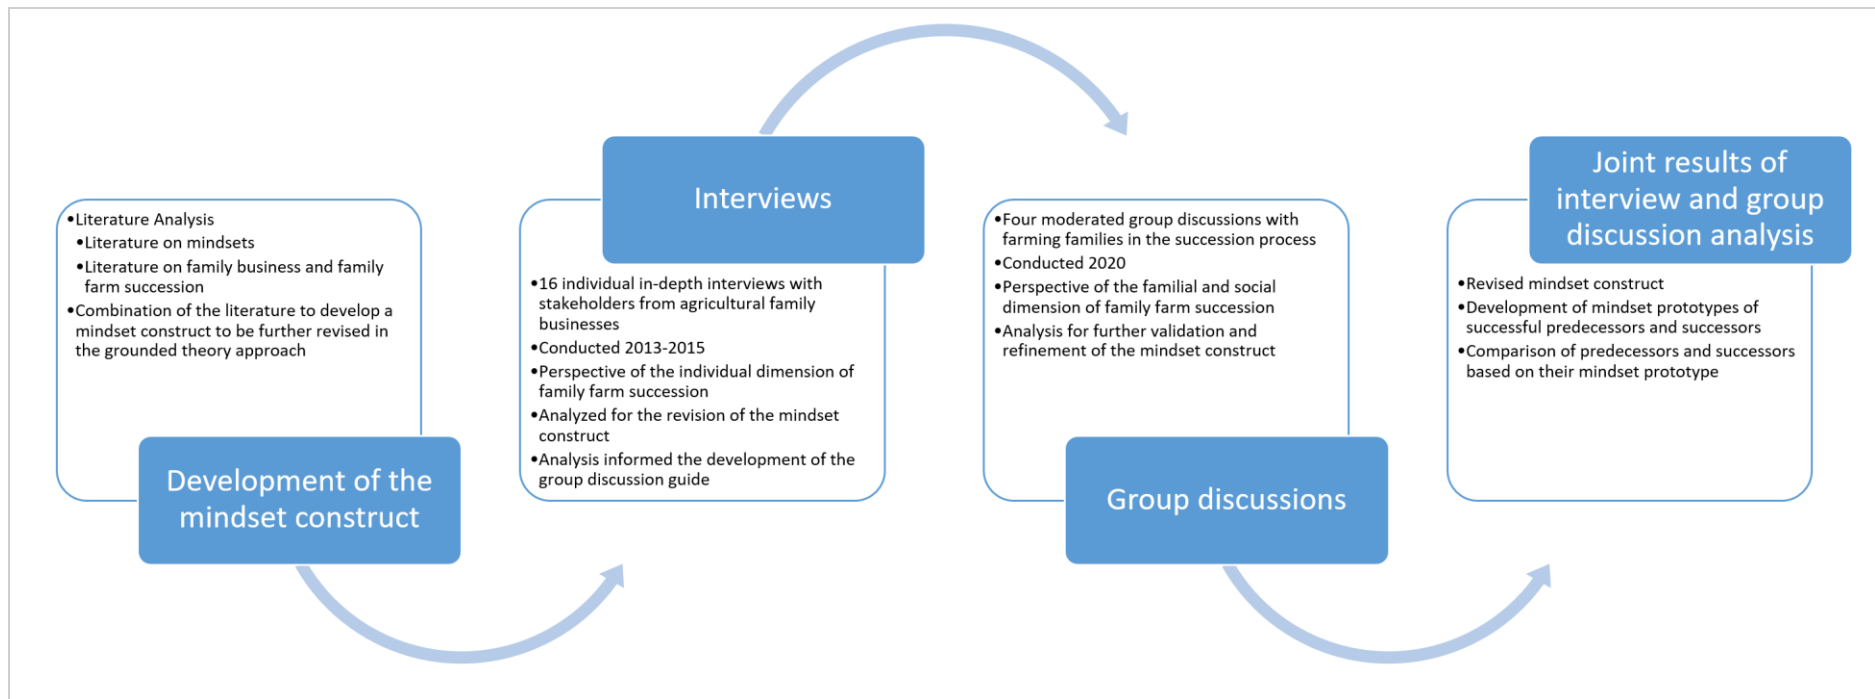 •Literature Analysis
•Literature on mindsets
•Literature on family business and family
farm succession
•Combination of the literature to develop a
mindset construct to be further revised in
the grounded theory approach
Development of the
mindset construct
Interviews
•16 individual in-depth interviews with
stakeholders from agricultural family
businesses
•Conducted 2013-2015
•Perspective of the individual dimension of
family farm succession
•Analyzed for the revision of the mindset
construct
•Analysis informed the development of the
group discussion guide
•Four moderated group discussions with
farming families in the succession process
•Conducted 2020
•Perspective of the familial and social
dimension of family farm succession
•Analysis for further validation and
refinement of the mindset construct
Group discussions
Joint results of
interview and group
discussion analysis
•Revised mindset construct
•Development of mindset prototypes of
successful predecessors and successors
•Comparison of predecessors and successors
based on their mindset prototype